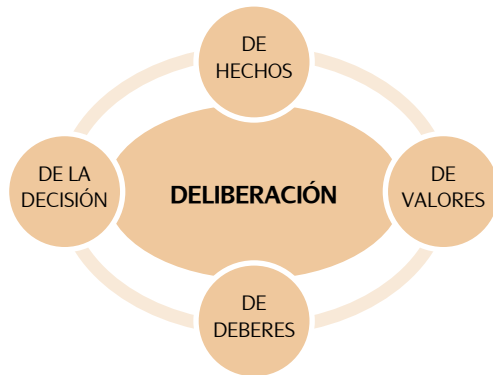 DE
HECHOS
DE LA
DECISIÓN
DELIBERACIÓN
DE
VALORES
DE
DEBERES